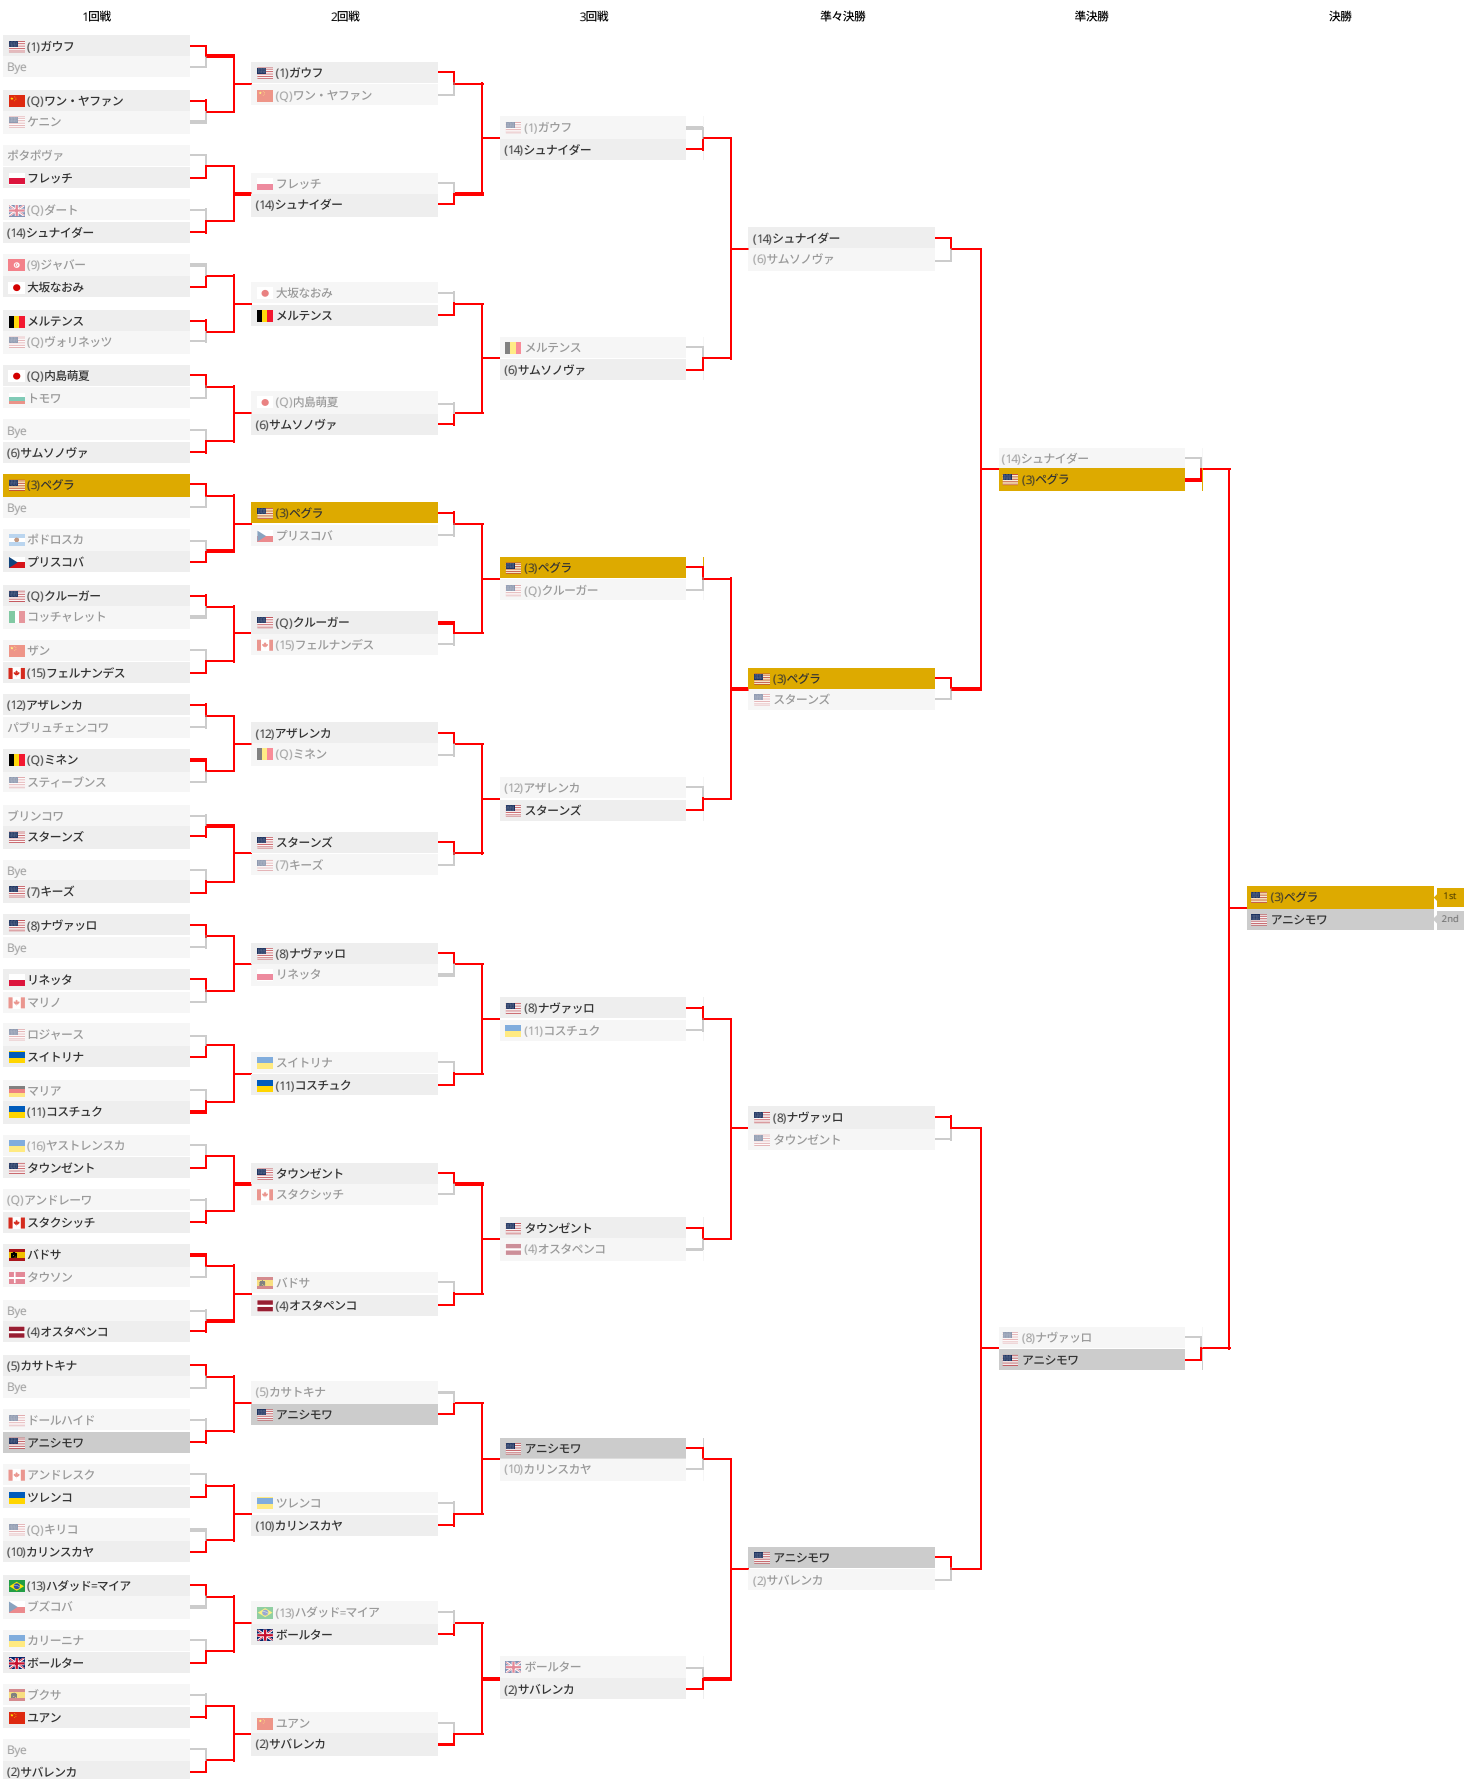 1回戦
2回戦
3回戦
準々決勝
準決勝
決勝
(1)ガウフ
Bye
(Q)ワン・ヤファン
ケニン
ポタポヴァ
フレッチ
(Q)ダート
(14)シュナイダー
(9)ジャバー
大坂なおみ
メルテンス
(Q)ヴォリネッツ
(Q)内島萌夏
トモワ
Bye
(6)サムソノヴァ
(3)ペグラ
Bye
ポドロスカ
プリスコバ
(Q)クルーガー
コッチャレット
ザン
(15)フェルナンデス
(12)アザレンカ
パブリュチェンコワ
(Q)ミネン
スティーブンス
ブリンコワ
スターンズ
Bye
(7)キーズ
(8)ナヴァッロ
Bye
リネッタ
マリノ
ロジャース
スイトリナ
マリア
(11)コスチュク
(16)ヤストレンスカ
タウンゼント
(Q)アンドレーワ
スタクシッチ
バドサ
タウソン
Bye
(4)オスタペンコ
(5)カサトキナ
Bye
ドールハイド
アニシモワ
アンドレスク
ツレンコ
(Q)キリコ
(10)カリンスカヤ
(13)ハダッド=マイア
ブズコバ
カリーニナ
ボールター
ブクサ
ユアン
Bye
(2)サバレンカ
(1)ガウフ
(Q)ワン・ヤファン
フレッチ
(14)シュナイダー
大坂なおみ
メルテンス
(Q)内島萌夏
(6)サムソノヴァ
(3)ペグラ
プリスコバ
(Q)クルーガー
(15)フェルナンデス
(12)アザレンカ
(Q)ミネン
スターンズ
(7)キーズ
(8)ナヴァッロ
リネッタ
スイトリナ
(11)コスチュク
タウンゼント
スタクシッチ
バドサ
(4)オスタペンコ
(5)カサトキナ
アニシモワ
ツレンコ
(10)カリンスカヤ
(13)ハダッド=マイア
ボールター
ユアン
(2)サバレンカ
(1)ガウフ
(14)シュナイダー
メルテンス
(6)サムソノヴァ
(3)ペグラ
(Q)クルーガー
(12)アザレンカ
スターンズ
(8)ナヴァッロ
(11)コスチュク
タウンゼント
(4)オスタペンコ
アニシモワ
(10)カリンスカヤ
ボールター
(2)サバレンカ
(14)シュナイダー
(6)サムソノヴァ
(3)ペグラ
スターンズ
(8)ナヴァッロ
タウンゼント
アニシモワ
(2)サバレンカ
(14)シュナイダー
(3)ペグラ
(8)ナヴァッロ
アニシモワ
(3)ペグラ
1st
アニシモワ
2nd